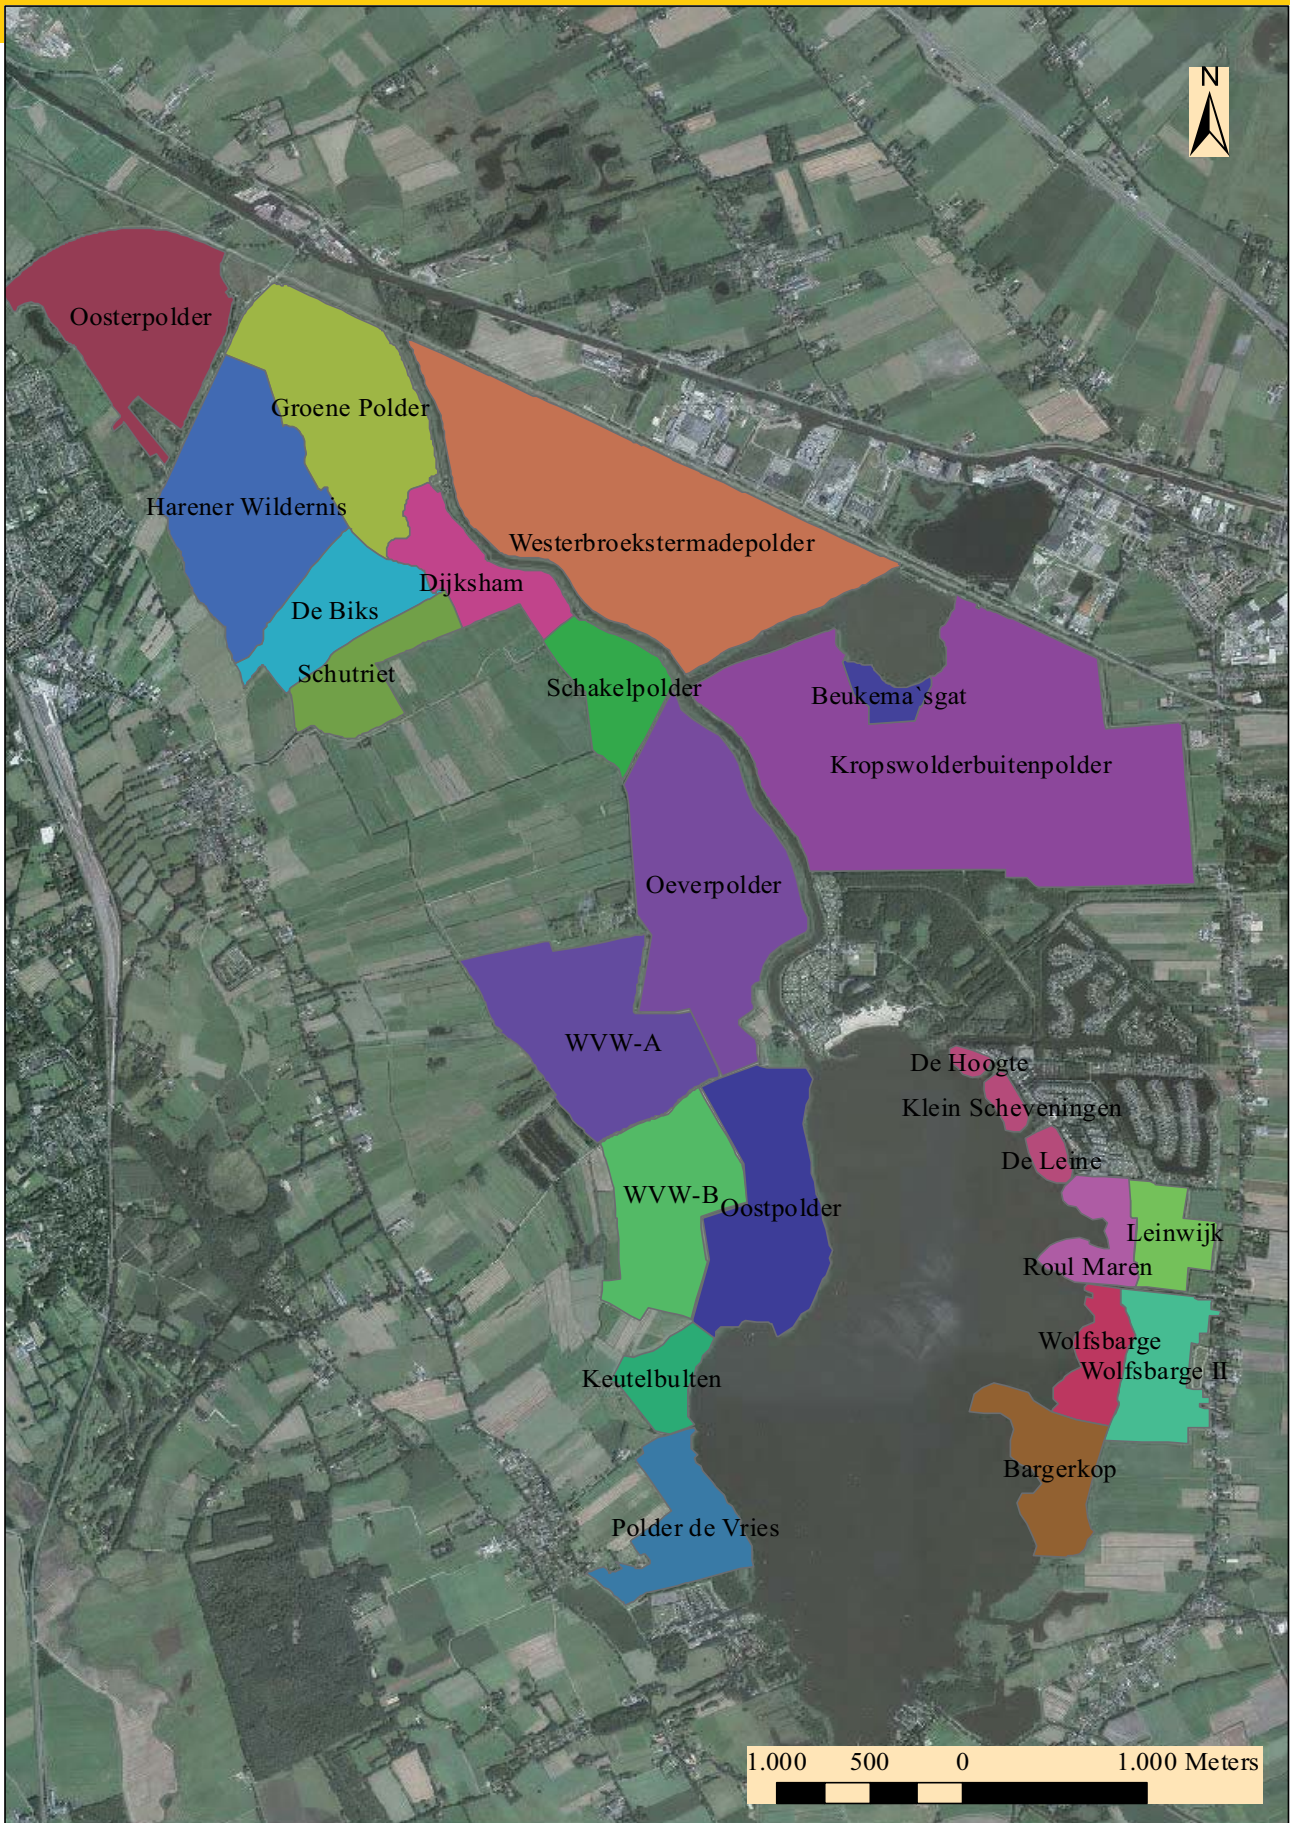 N
Oosterpolder
Groene Polder
Harener Wildernis
Westerbroekstermadepolder
Dijksham
De Biks
Schutriet
Schakelpolder
Beukema`sgat
Kropswolderbuitenpolder
Oeverpolder
WVW-A
De Hoogte
Klein Scheveningen
De Leine
WVW-B
Oostpolder
Leinwijk
Roul Maren
Wolfsbarge
Wolfsbarge II
Keutelbulten
Bargerkop
Polder de Vries
1.000 500 0 1.000 Meters